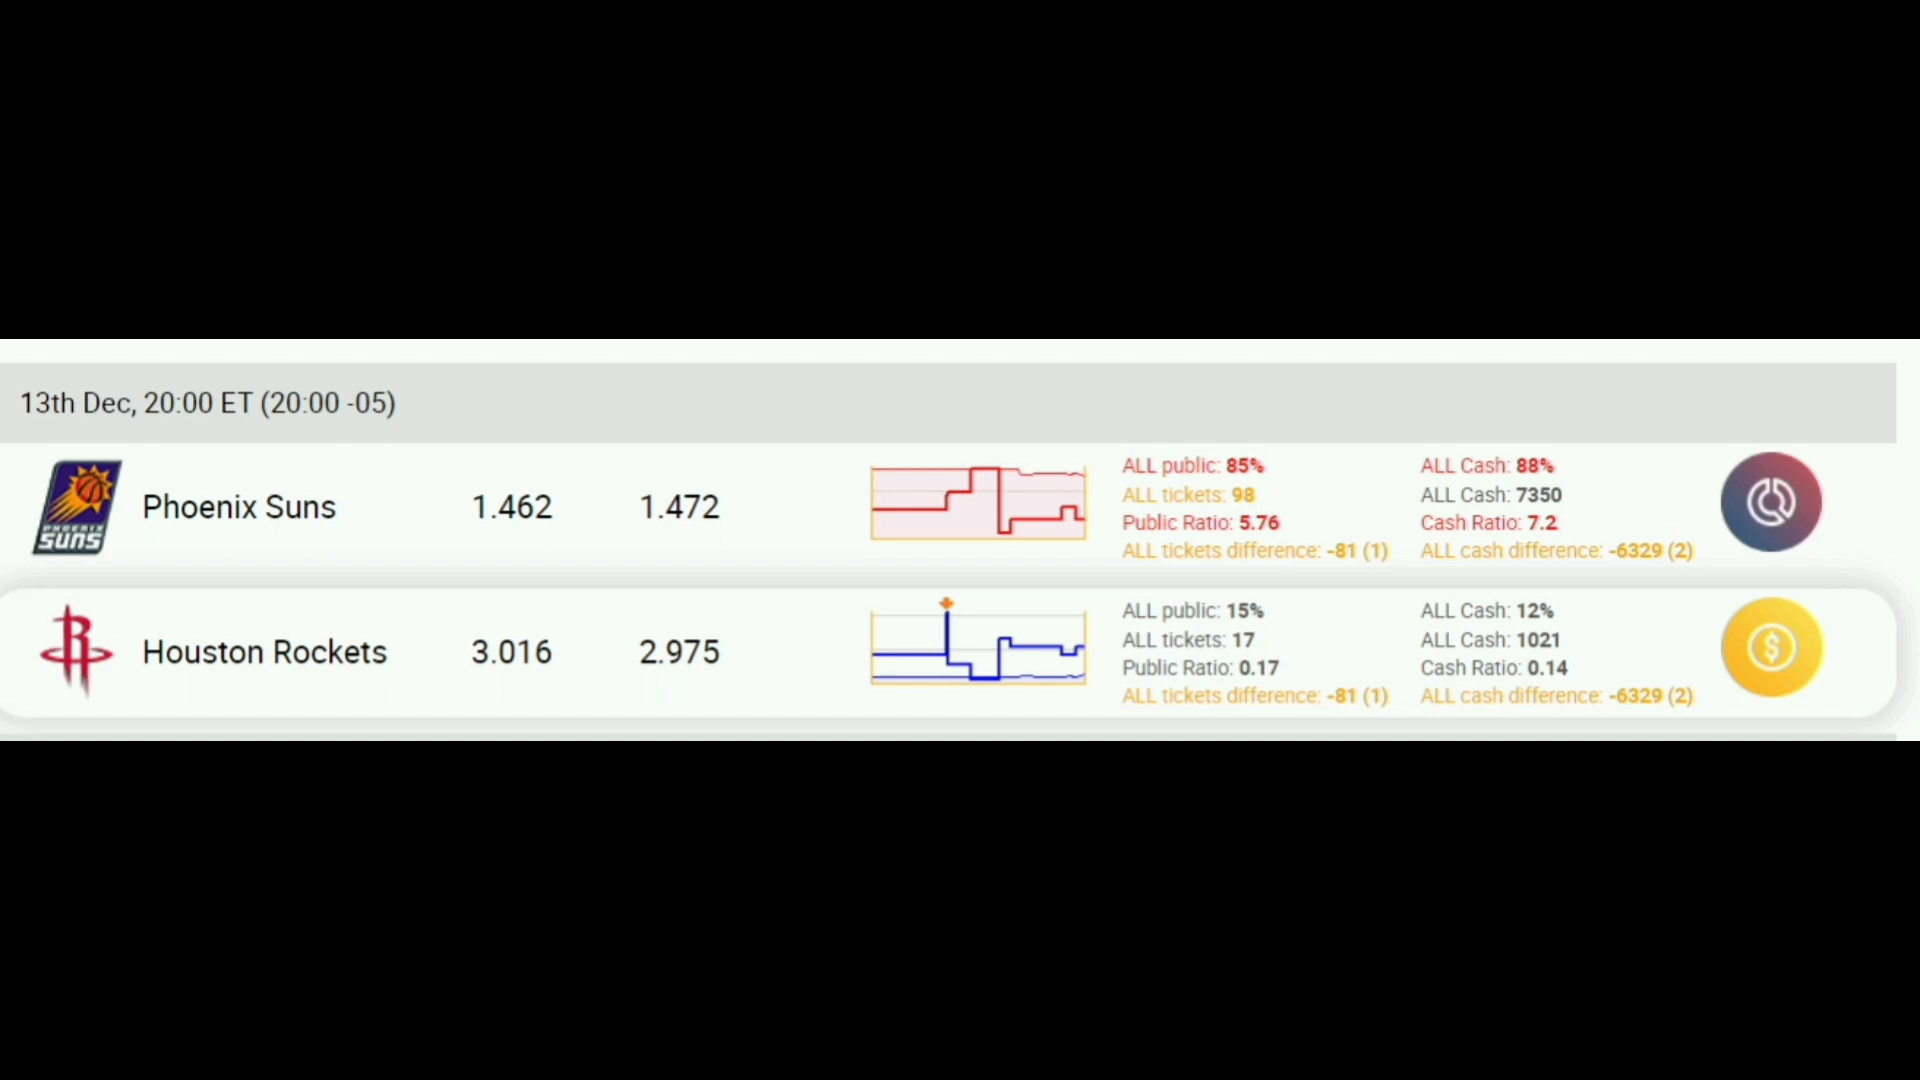 13th Dec, 20:00 ET (20:00 -05)
PHOENIX
SUNS
Phoenix Suns
1.462
1.472
ALL public: 85%
ALL tickets: 98
Public Ratio: 5.76
ALL tickets difference: -81 (1)
ALL Cash: 88%
ALL Cash: 7350
Cash Ratio: 7.2
ALL cash difference: -6329 (2)
R
Houston Rockets
3.016
2.975
ALL public: 15%
ALL tickets: 17
Public Ratio: 0.17
ALL tickets difference: -81 (1)
ALL Cash: 12%
ALL Cash: 1021
Cash Ratio: 0.14
ALL cash difference: -6329 (2)
$